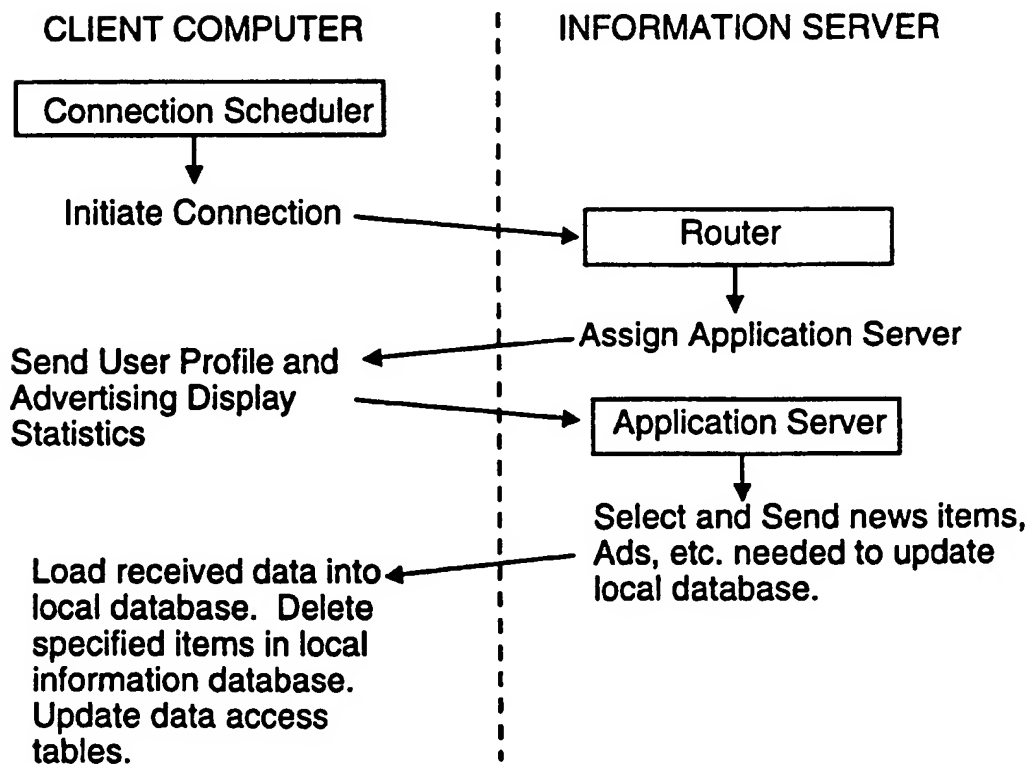 CLIENT COMPUTER
INFORMATION SERVER
Connection Scheduler
Initiate Connection
Router
Assign Application Server
Send User Profile and
Advertising Display
Statistics
Application Server
Select and Send news items,
Ads, etc. needed to update
local database.
Load received data into
local database. Delete
specified items in local
information database.
Update data access
tables.